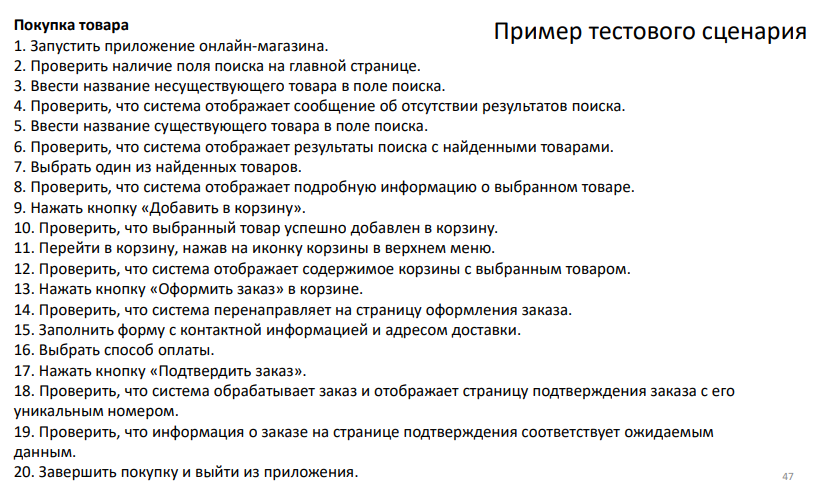 Пример тестового сценария
Покупка товара
1. Запустить приложение онлайн-магазина.
2. Проверить наличие поля поиска на главной странице.
3. Ввести название несуществующего товара в поле поиска.
4. Проверить, что система отображает сообщение об отсутствии результатов поиска.
5. Ввести название существующего товара в поле поиска.
6. Проверить, что система отображает результаты поиска с найденными товарами.
7. Выбрать один из найденных товаров.
8. Проверить, что система отображает подробную информацию о выбранном товаре.
9. Нажать кнопку «Добавить в корзину».
10. Проверить, что выбранный товар успешно добавлен в корзину.
11. Перейти в корзину, нажав на иконку корзины в верхнем меню.
12. Проверить, что система отображает содержимое корзины с выбранным товаром.
13. Нажать кнопку «Оформить заказ» в корзине.
14. Проверить, что система перенаправляет на страницу оформления заказа.
15. Заполнить форму с контактной информацией и адресом доставки.
16. Выбрать способ оплаты.
17. Нажать кнопку «Подтвердить заказ».
18. Проверить, что система обрабатывает заказ и отображает страницу подтверждения заказа с его
уникальным номером.
19. Проверить, что информация о заказе на странице подтверждения соответствует ожидаемым
данным.
20. Завершить покупку и выйти из приложения.
47